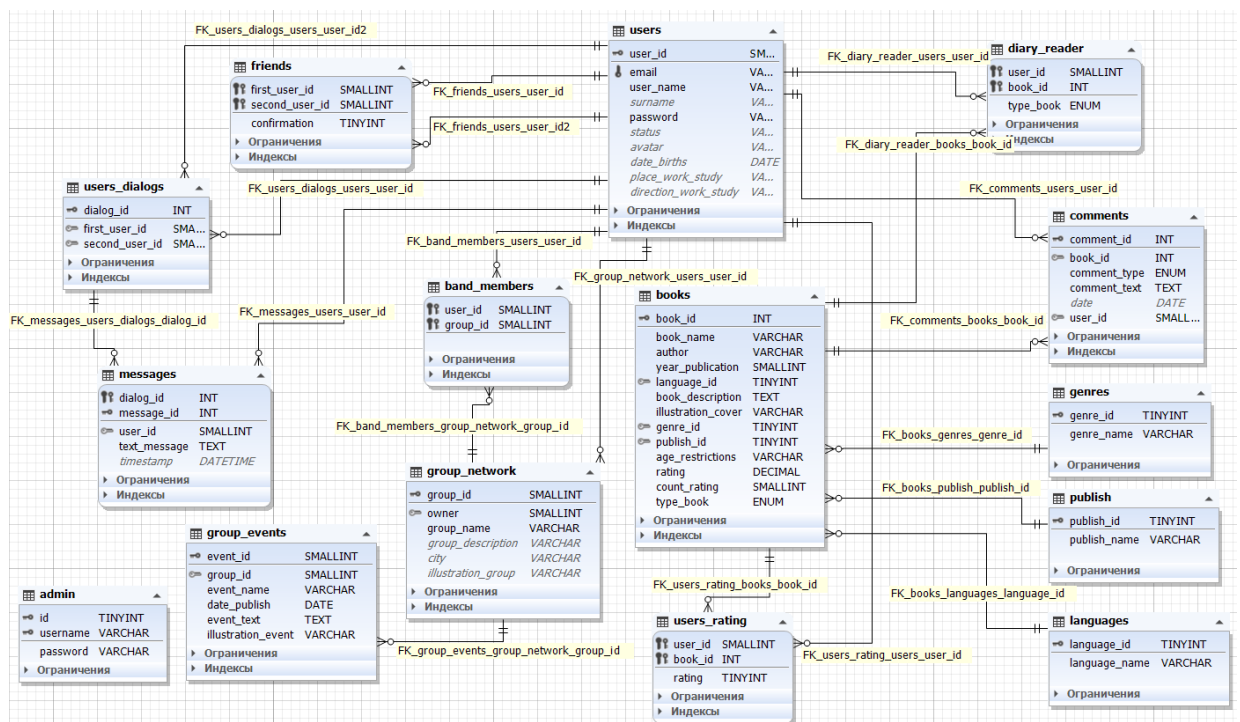 FK_users_dialogs_users_user_id2
users
user_id SM...
email VA...
user_name VA...
surname VA...
password VA...
status VA...
avatar VA...
date_births DATE
place_work_study VA...
direction_work_study VA...
Ограничения
Индексы
friends
first_user_id SMALLINT
second_user_id SMALLINT
confirmation TINYINT
Ограничения
Индексы
FK_friends_users_user_id
FK_friends_users_user_id2
FK_diary_reader_users_user_id
diary_reader
user_id SMALLINT
book_id INT
type_book ENUM
Ограничения
Индексы
FK_diary_reader_books_book_id
users_dialogs
dialog_id INT
first_user_id SMA...
second_user_id SMA...
Ограничения
Индексы
FK_users_dialogs_users_user_id
FK_comments_users_user_id
comments
comment_id INT
book_id INT
comment_type ENUM
comment_text TEXT
date DATE
user_id SMALL...
Ограничения
Индексы
FK_band_members_users_user_id
FK_group_network_users_user_id
band_members
user_id SMALLINT
group_id SMALLINT
Ограничения
Индексы
books
book_id INT
book_name VARCHAR
author VARCHAR
year_publication SMALLINT
language_id TINYINT
book_description TEXT
illustration_cover VARCHAR
genre_id TINYINT
publish_id TINYINT
age_restrictions VARCHAR
rating DECIMAL
count_rating SMALLINT
type_book ENUM
Ограничения
Индексы
FK_messages_users_dialogs_dialog_id
FK_messages_users_user_id
FK_comments_books_book_id
messages
dialog_id INT
message_id INT
user_id SMALLINT
text_message TEXT
timestamp DATETIME
Ограничения
Индексы
FK_band_members_group_network_group_id
genres
genre_id TINYINT
genre_name VARCHAR
Ограничения
FK_books_genres_genre_id
group_network
group_id SMALLINT
owner SMALLINT
group_name VARCHAR
group_description VARCHAR
city VARCHAR
illustration_group VARCHAR
Ограничения
Индексы
FK_books_publish_publish_id
publish
publish_id TINYINT
publish_name VARCHAR
Ограничения
group_events
event_id SMALLINT
group_id SMALLINT
event_name VARCHAR
date_publish DATE
event_text TEXT
illustration_event VARCHAR
Ограничения
Индексы
FK_group_events_group_network_group_id
admin
id TINYINT
username VARCHAR
password VARCHAR
Ограничения
FK_users_rating_books_book_id
FK_books_languages_language_id
users_rating
user_id SMALLINT
book_id INT
rating TINYINT
Ограничения
Индексы
FK_users_rating_users_user_id
languages
language_id TINYINT
language_name VARCHAR
Ограничения